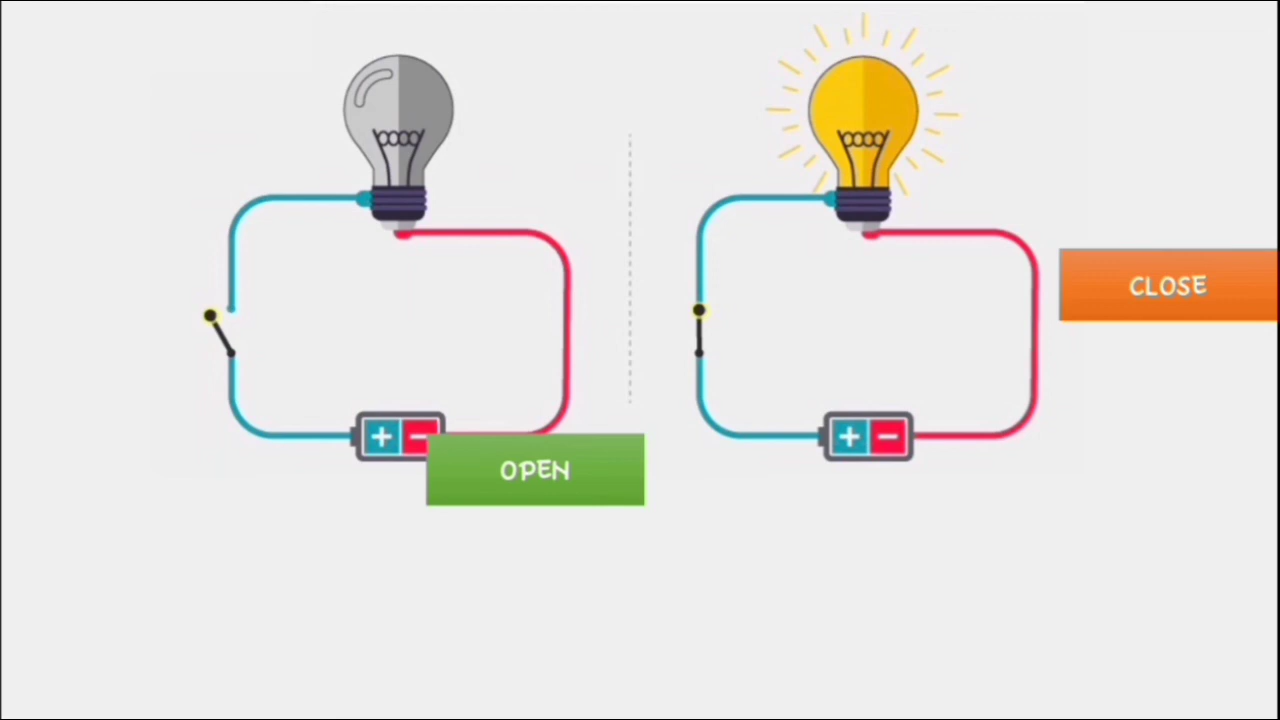 CLOSE
+ −
+ −
OPEN